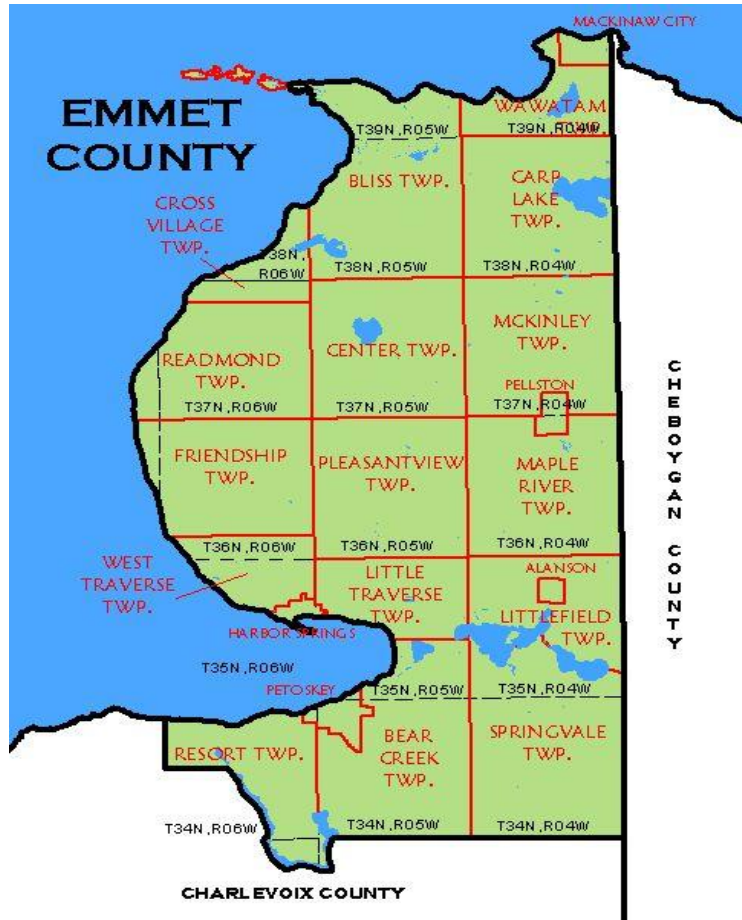 MACKINAW CITY
EMMET
COUNTY
WAWATAM
TWP.
T39N,R05W
T39N,R04W
BLISS TWP.
CARP
LAKE
TWP.
CROSS
VILLAGE
TWP.
T38N,
R06W
T38N,R05W
T38N,R04W
READMOND
TWP.
CENTER TWP.
MCKINLEY
TWP.
PELLSTON
T37N,R06W
T37N,R05W
T37N,R04W
FRIENDSHIP
TWP.
PLEASANTVIEW
TWP.
MAPLE
RIVER
TWP.
CHEBOYGAN COUNTY
T36N,R06W
T36N,R05W
T36N,R04W
WEST
TRAVERSE
TWP.
LITTLE
TRAVERSE
TWP.
ALANSON
LITTLEFIELD
TWP.
HARBOR SPRINGS
T35N,R06W
PETOSKEY
T35N,R05W
T35N,R04W
RESORT TWP.
BEAR
CREEK
TWP.
SPRINGVALE
TWP.
T34N,R06W
T34N,R05W
T34N,R04W
CHARLEVOIX COUNTY